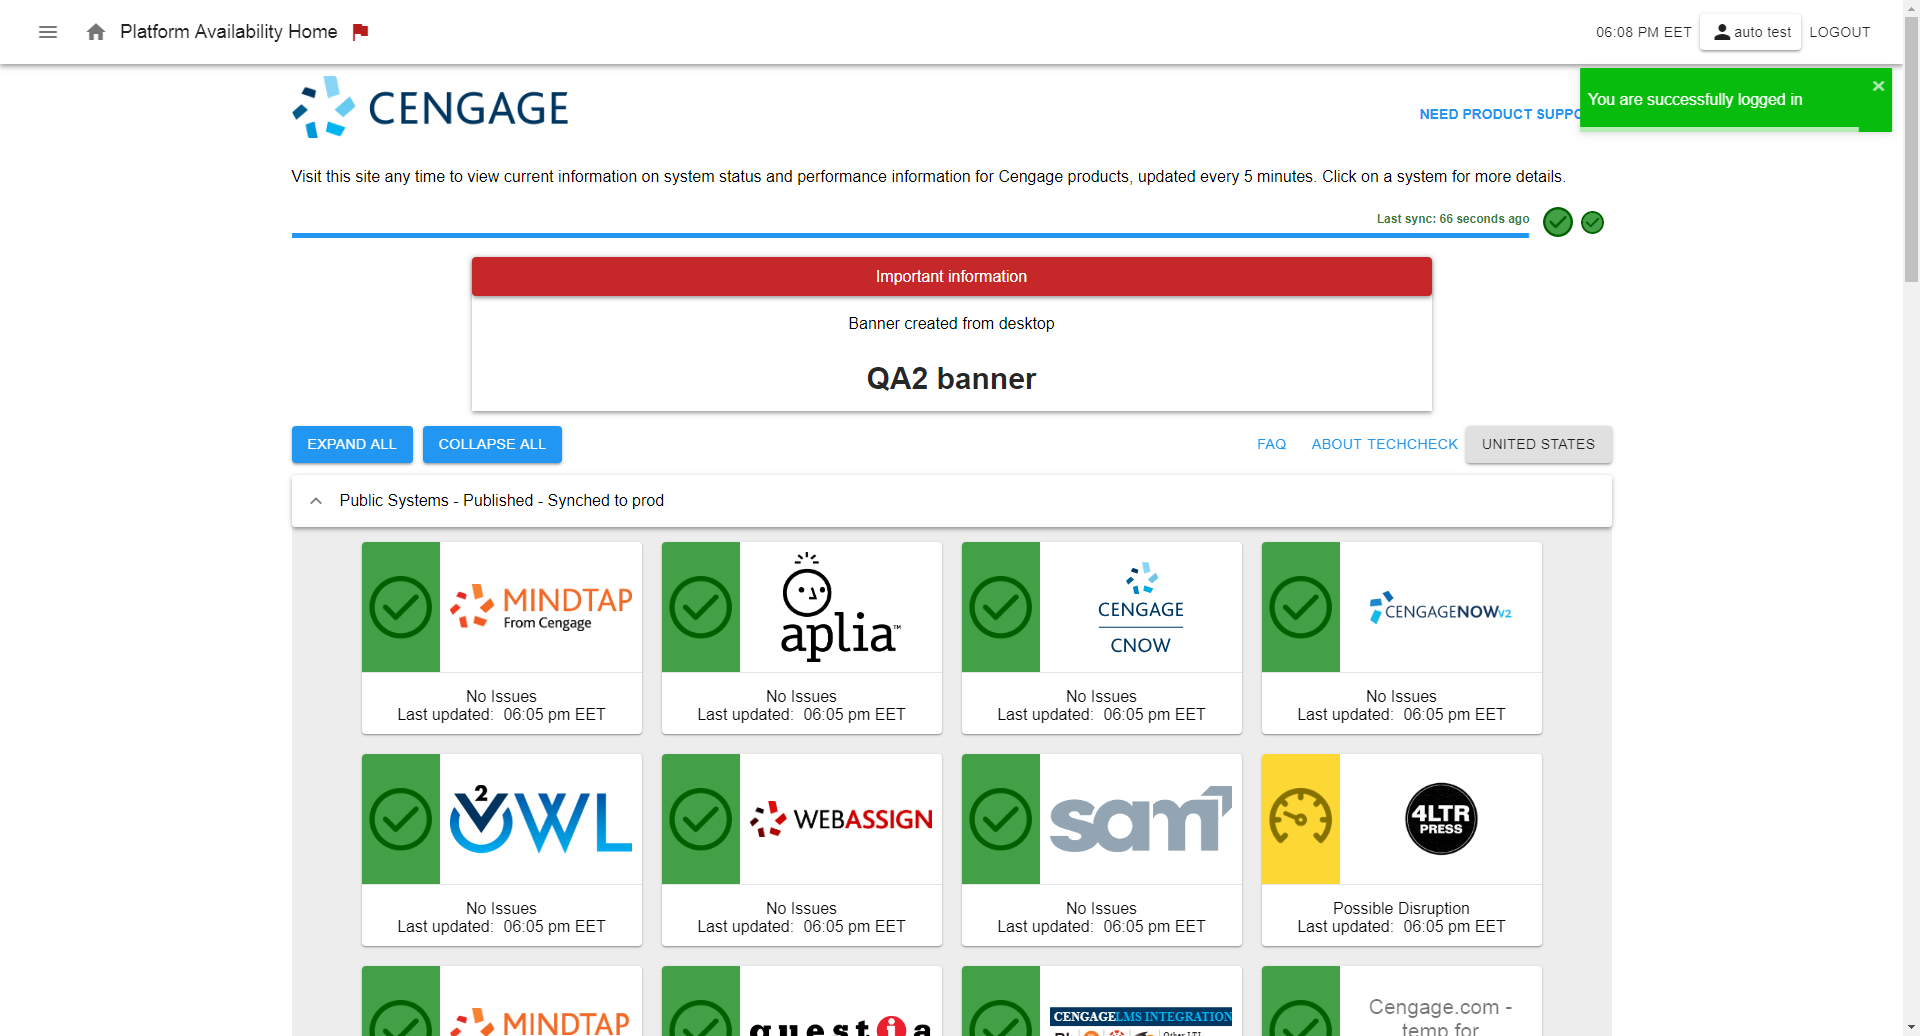 Platform Availability Home
06:08 PM EET
auto test
LOGOUT
CENGAGE
NEED PRODUCT SUPPO
You are successfully logged in
Visit this site any time to view current information on system status and performance information for Cengage products, updated every 5 minutes. Click on a system for more details.
Last sync: 66 seconds ago
Important information
Banner created from desktop
QA2 banner
EXPAND ALL
COLLAPSE ALL
FAQ
ABOUT TECHCHECK
UNITED STATES
Public Systems - Published - Synched to prod
MINDTAP
From Cengage
No Issues
Last updated: 06:05 pm EET
aplia™
No Issues
Last updated: 06:05 pm EET
CENGAGE
CNOW
No Issues
Last updated: 06:05 pm EET
CENGAGENOWV2
No Issues
Last updated: 06:05 pm EET
OWL
2
No Issues
Last updated: 06:05 pm EET
WEBASSIGN
No Issues
Last updated: 06:05 pm EET
sam
No Issues
Last updated: 06:05 pm EET
4LTR
PRESS
Possible Disruption
Last updated: 06:05 pm EET
MINDTAP
questia
CENGAGE LMS INTEGRATION
Other LTI
Cengage.com -
temp for